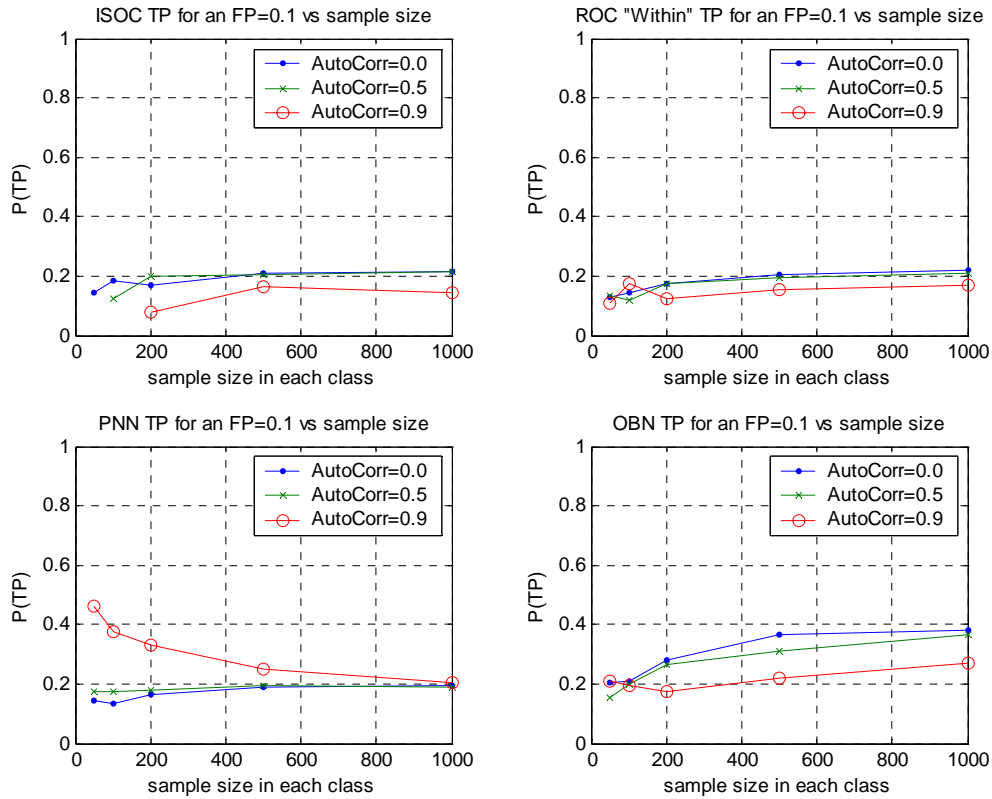 ISOC TP for an FP=0.1 vs sample size
1
0.8
0.6
0.4
0.2
0
P(TP)
AutoCorr=0.0
AutoCorr=0.5
AutoCorr=0.9
0 200 400 600 800 1000
sample size in each class
ROC "Within" TP for an FP=0.1 vs sample size
1
0.8
0.6
0.4
0.2
0
P(TP)
AutoCorr=0.0
AutoCorr=0.5
AutoCorr=0.9
0 200 400 600 800 1000
sample size in each class
PNN TP for an FP=0.1 vs sample size
1
0.8
0.6
0.4
0.2
0
P(TP)
AutoCorr=0.0
AutoCorr=0.5
AutoCorr=0.9
0 200 400 600 800 1000
sample size in each class
OBN TP for an FP=0.1 vs sample size
1
0.8
0.6
0.4
0.2
0
P(TP)
AutoCorr=0.0
AutoCorr=0.5
AutoCorr=0.9
0 200 400 600 800 1000
sample size in each class